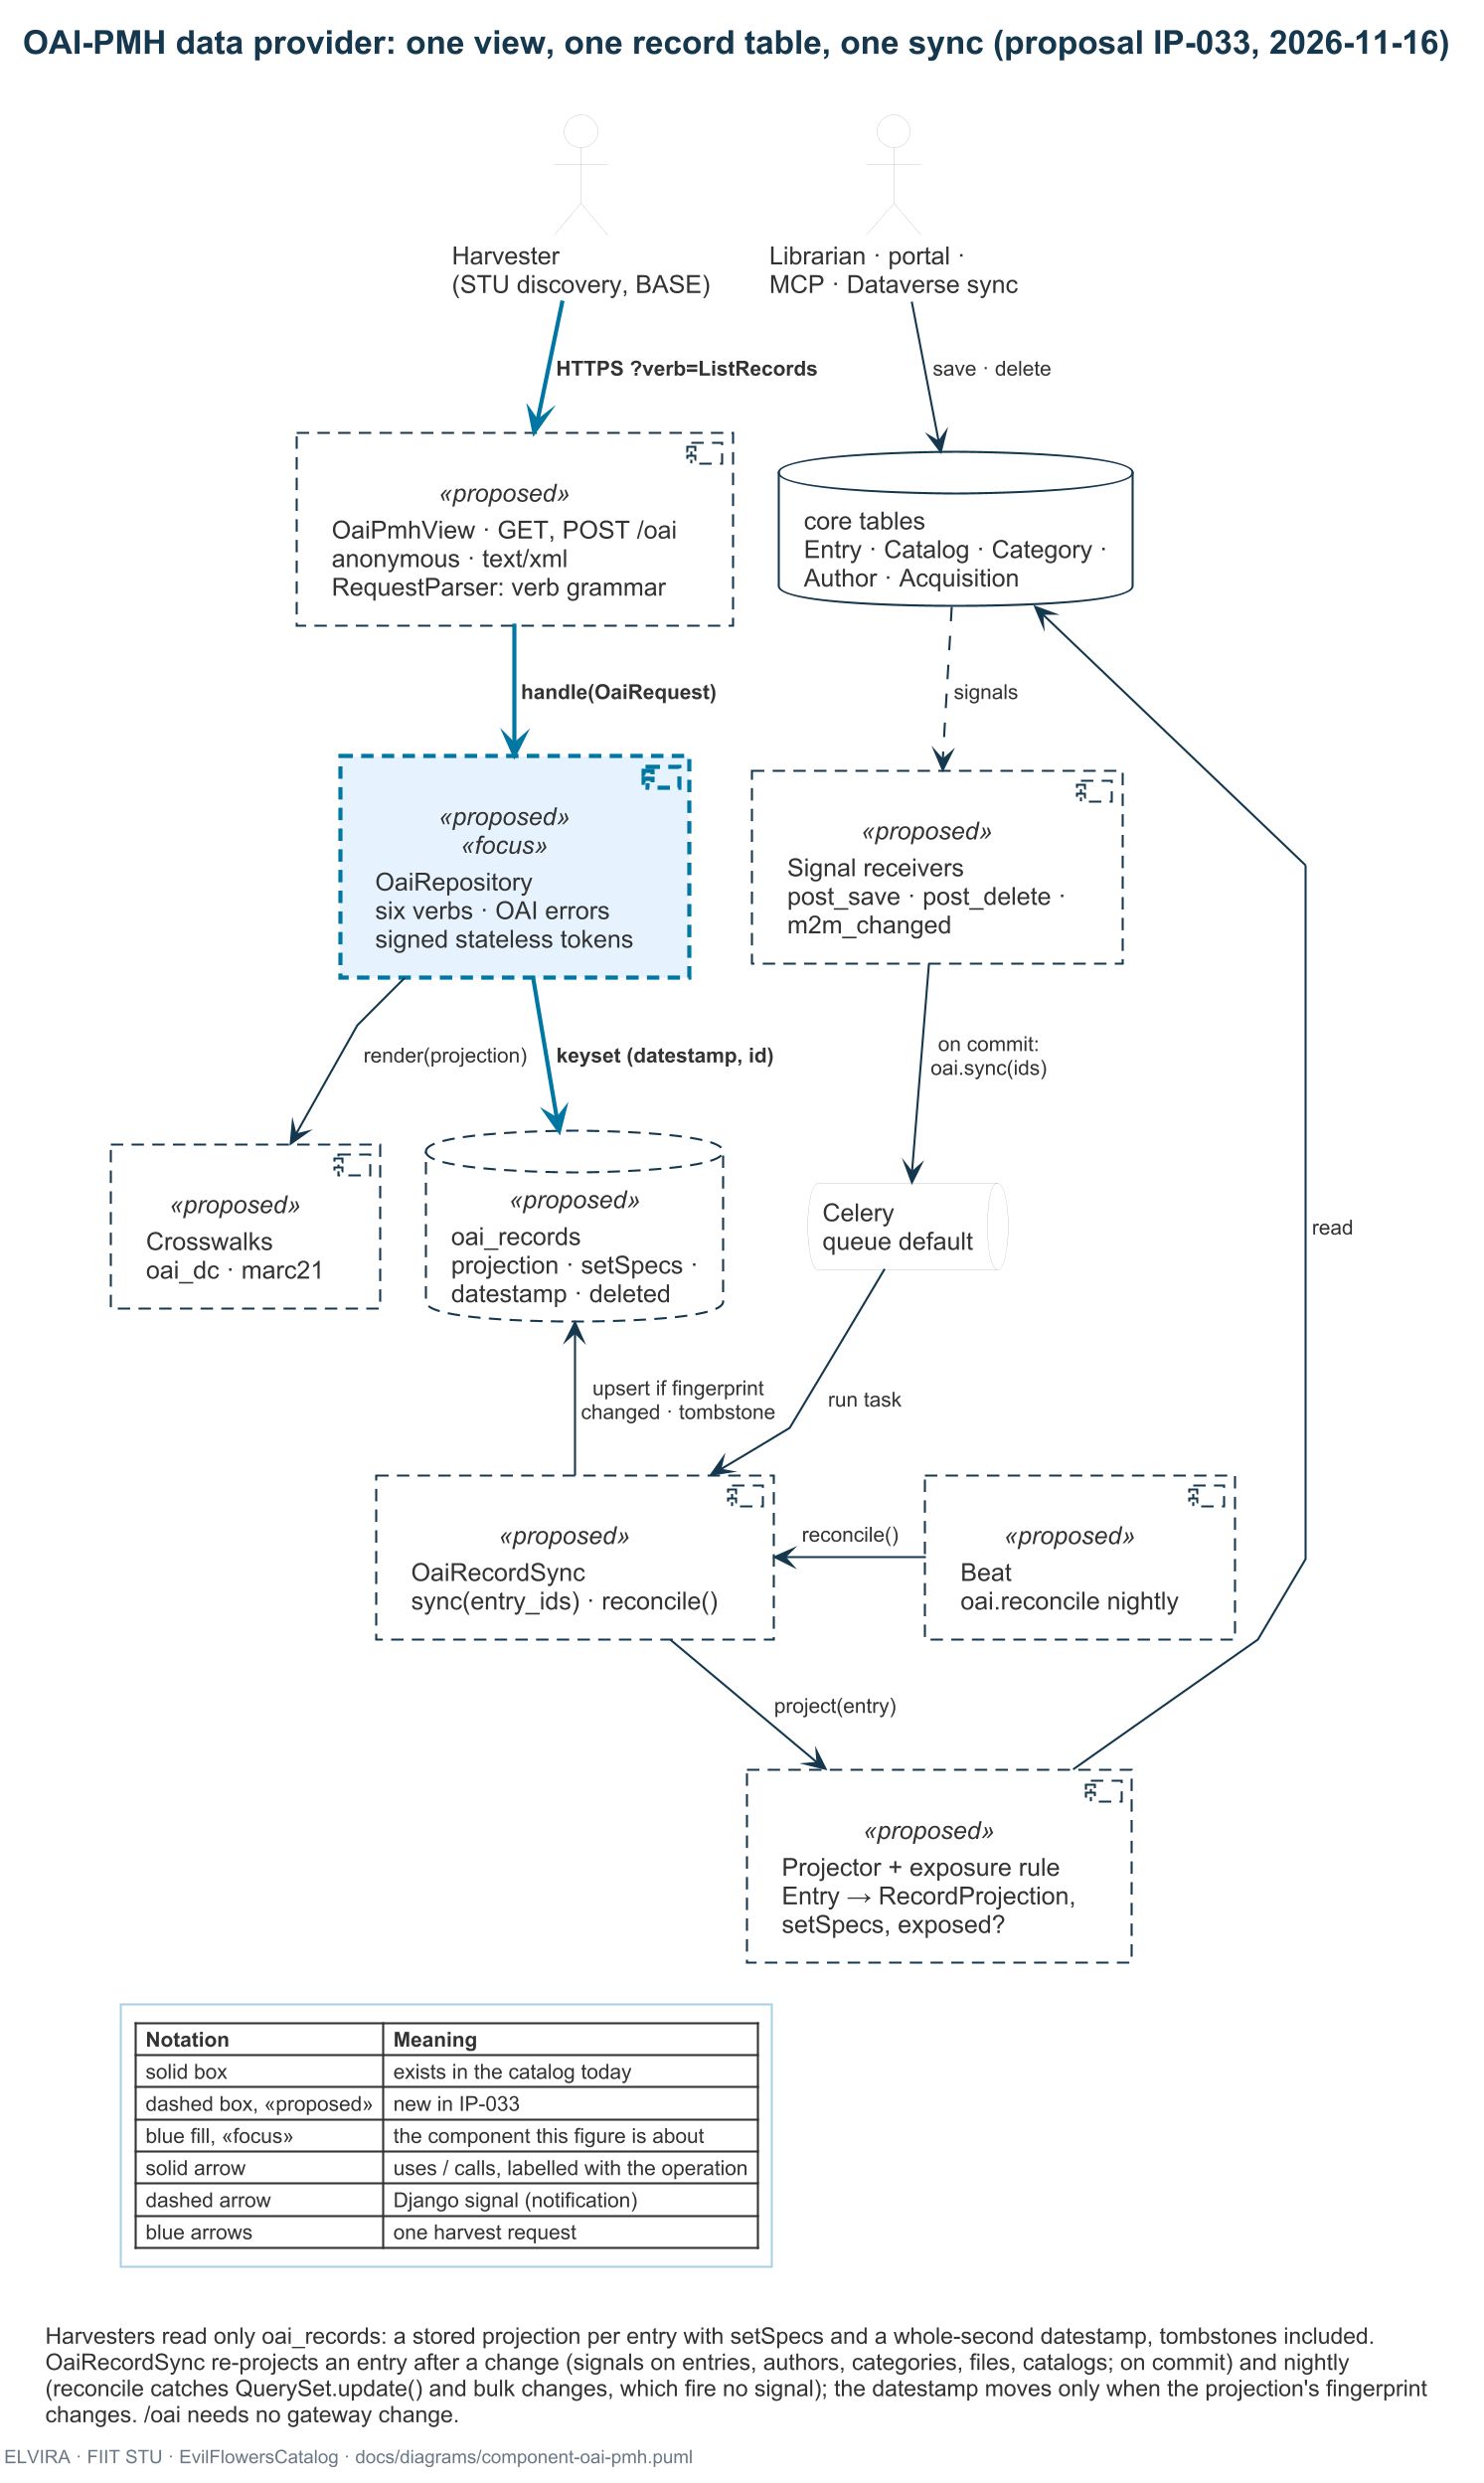 OAI-PMH data provider: one view, one record table, one sync (proposal IP-033, 2026-11-16)
Harvester
(STU discovery, BASE)
Librarian · portal ·
MCP · Dataverse sync
HTTPS ?verb=ListRecords
save · delete
«proposed»
OaiPmhView · GET, POST /oai
anonymous · text/xml
RequestParser: verb grammar
core tables
Entry · Catalog · Category ·
Author · Acquisition
handle(OaiRequest)
signals
«proposed»
«focus»
OaiRepository
six verbs · OAI errors
signed stateless tokens
«proposed»
Signal receivers
post_save · post_delete ·
m2m_changed
render(projection)
keyset (datestamp, id)
on commit:
oai.sync(ids)
«proposed»
Crosswalks
oai_dc · marc21
«proposed»
oai_records
projection · setSpecs ·
datestamp · deleted
Celery
queue default
read
upsert if fingerprint
changed · tombstone
run task
«proposed»
OaiRecordSync
sync(entry_ids) · reconcile()
reconcile()
«proposed»
Beat
oai.reconcile nightly
project(entry)
«proposed»
Projector + exposure rule
Entry → RecordProjection,
setSpecs, exposed?
Notation Meaning
solid box exists in the catalog today
dashed box, «proposed» new in IP-033
blue fill, «focus» the component this figure is about
solid arrow uses / calls, labelled with the operation
dashed arrow Django signal (notification)
blue arrows one harvest request
Harvesters read only oai_records: a stored projection per entry with setSpecs and a whole-second datestamp, tombstones included.
OaiRecordSync re-projects an entry after a change (signals on entries, authors, categories, files, catalogs; on commit) and nightly
(reconcile catches QuerySet.update() and bulk changes, which fire no signal); the datestamp moves only when the projection's fingerprint
changes. /oai needs no gateway change.
ELVIRA · FIIT STU · EvilFlowersCatalog · docs/diagrams/component-oai-pmh.puml